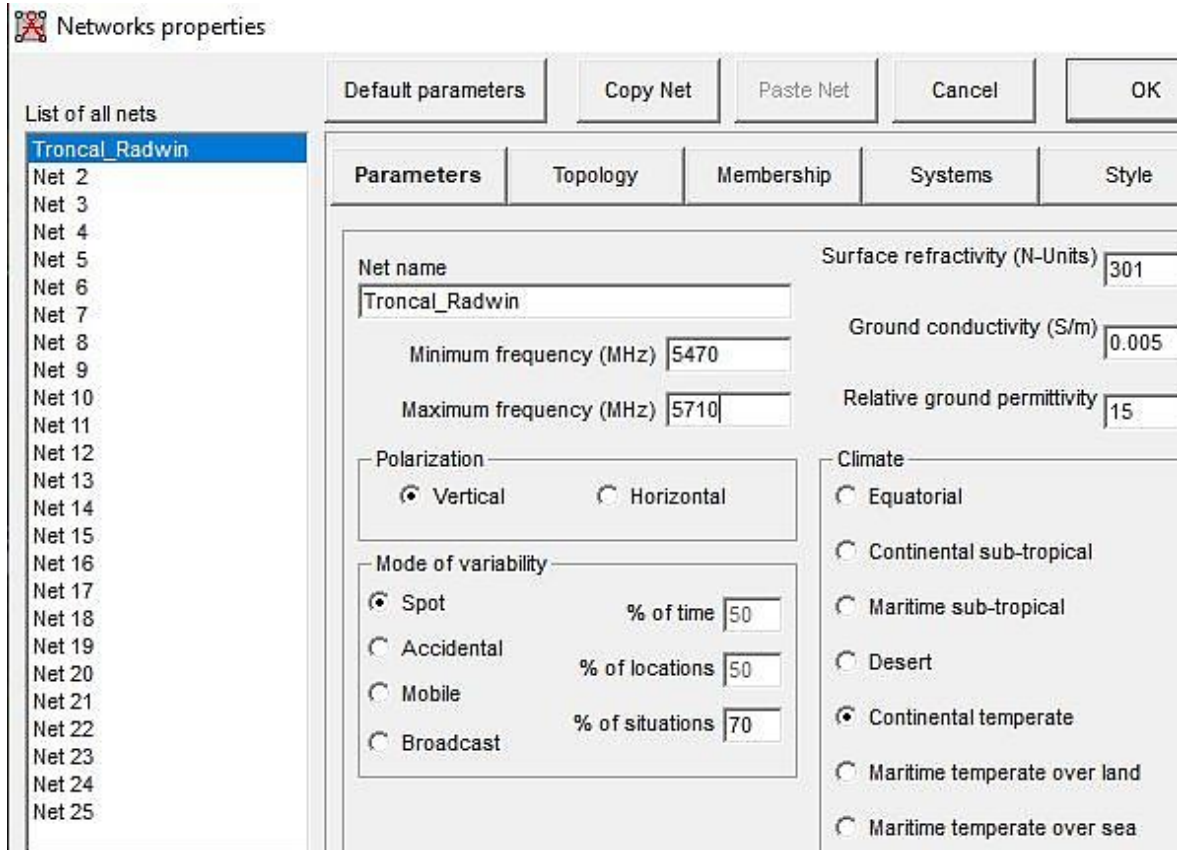 Networks properties
Default parameters
Copy Net
Paste Net
Cancel
OK
List of all nets
Troncal_Radwin
Net 2
Net 3
Net 4
Net 5
Net 6
Net 7
Net 8
Net 9
Net 10
Net 11
Net 12
Net 13
Net 14
Net 15
Net 16
Net 17
Net 18
Net 19
Net 20
Net 21
Net 22
Net 23
Net 24
Net 25
Parameters
Topology
Membership
Systems
Style
Net name
Troncal_Radwin
Minimum frequency (MHz) 5470
Maximum frequency (MHz) 5710
Polarization
Vertical
Horizontal
Mode of variability
Spot
Accidental
Mobile
Broadcast
% of time 50
% of locations 50
% of situations 70
Surface refractivity (N-Units) 301
Ground conductivity (S/m) 0.005
Relative ground permittivity 15
Climate
Equatorial
Continental sub-tropical
Maritime sub-tropical
Desert
Continental temperate
Maritime temperate over land
Maritime temperate over sea